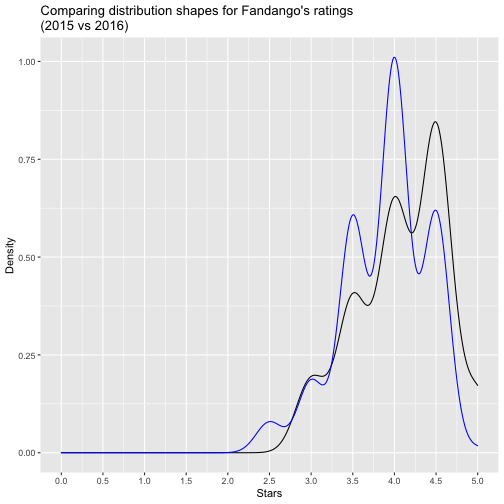 Comparing distribution shapes for Fandango's ratings
(2015 vs 2016)
1.00
0.75
0.50
0.25
0.00
Density
0.0 0.5 1.0 1.5 2.0 2.5 3.0 3.5 4.0 4.5 5.0
Stars